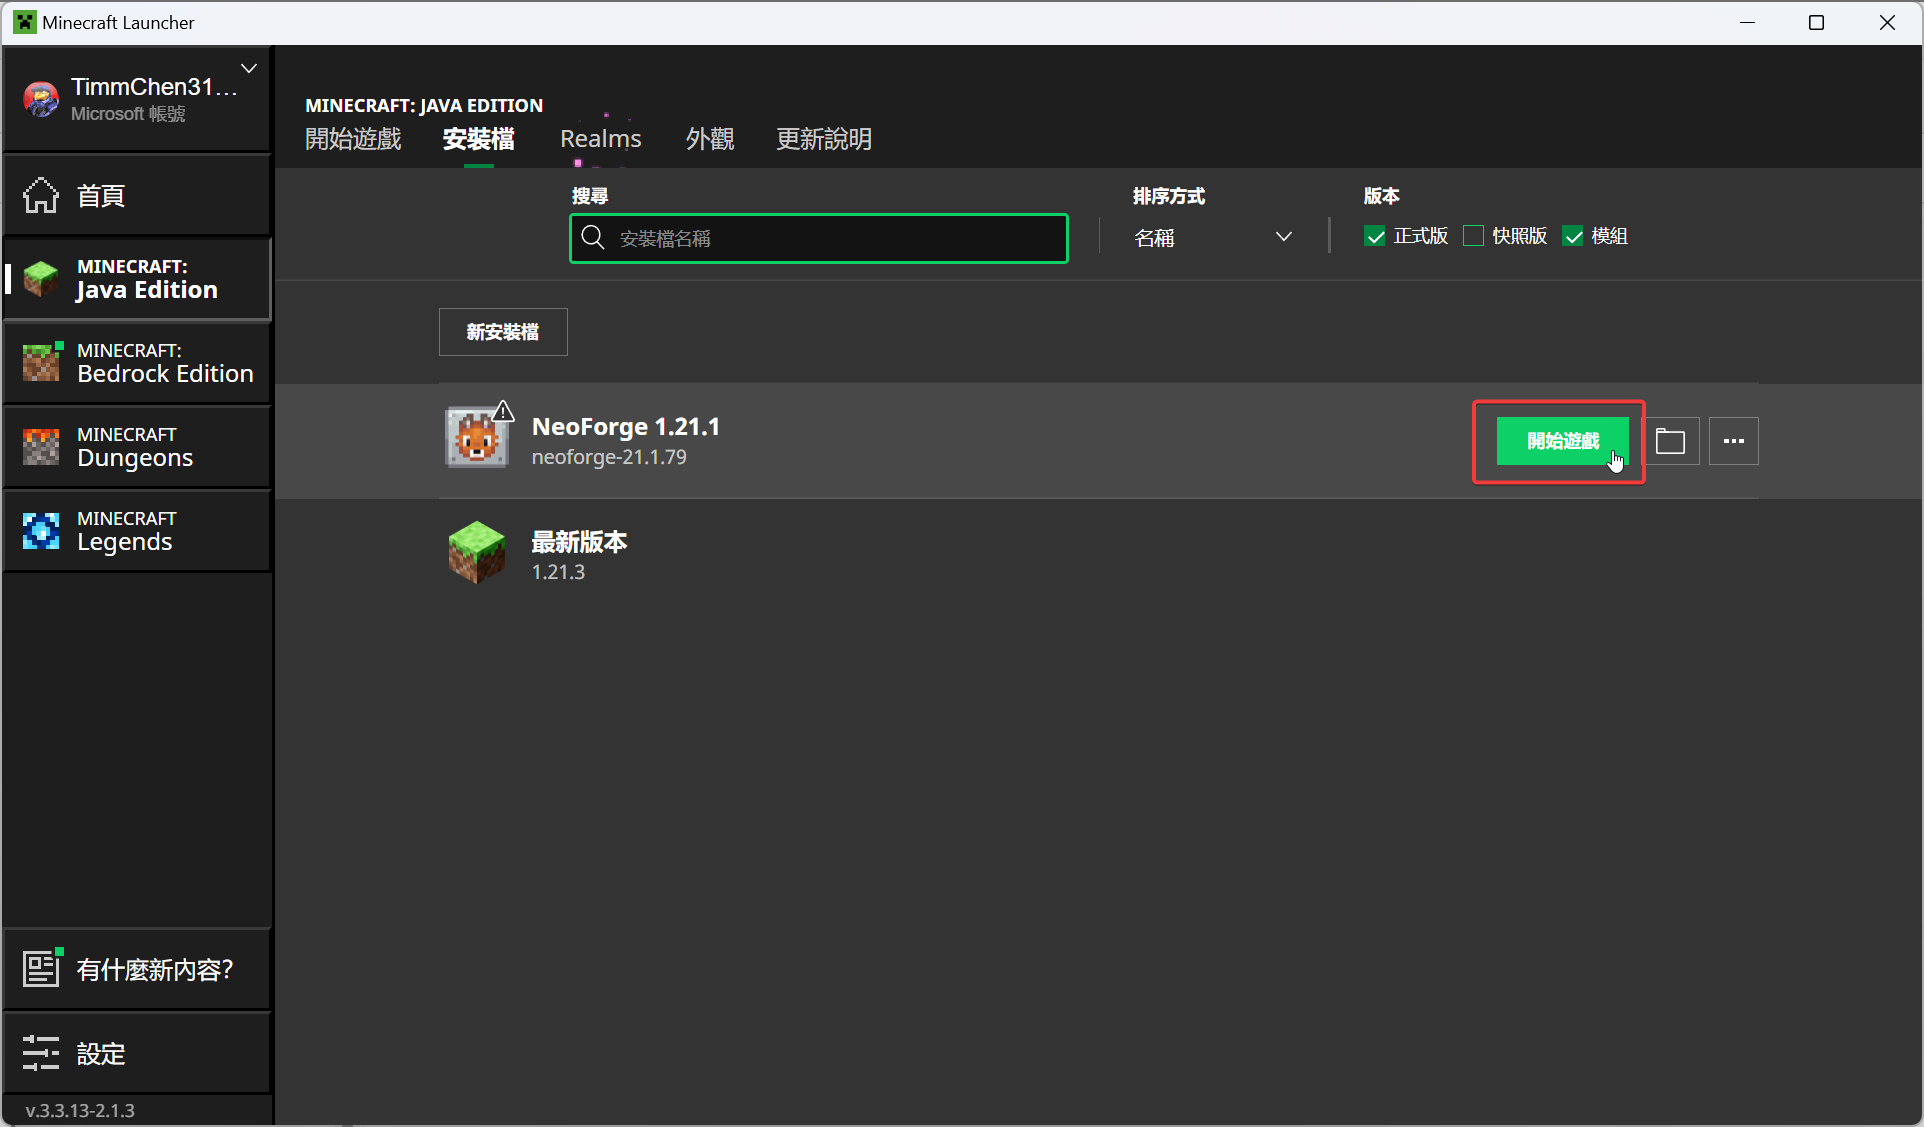 Minecraft Launcher
TimmChen31...
Microsoft 帳號
首頁
MINECRAFT:
Java Edition
MINECRAFT:
Bedrock Edition
MINECRAFT
Dungeons
MINECRAFT
Legends
有什麼新內容?
設定
v.3.3.13-2.1.3
MINECRAFT: JAVA EDITION
開始遊戲 安裝檔 Realms 外觀 更新說明
搜尋 排序方式 版本
安裝檔名稱 名稱 正式版 快照版 模組
新安裝檔
NeoForge 1.21.1
neoforge-21.1.79
開始遊戲
最新版本
1.21.3